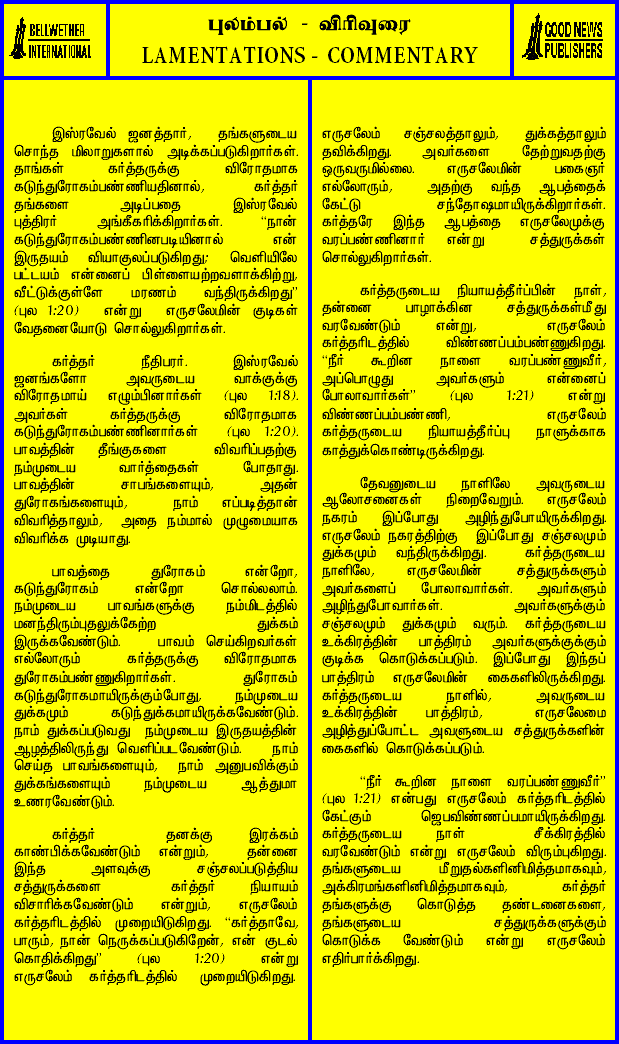 BELLWETHER
INTERNATIONAL
புலம்பல் - விரிவுரை
LAMENTATIONS - COMMENTARY
GOOD NEWS
PUBLISHERS
இஸ்ரவேல் ஜனத்தார், தங்களுடைய
சொந்த மிலாறுகளால் அடிக்கப்படுகிறார்கள்.
தாங்கள் கர்த்தருக்கு விரோதமாக
கடுந்துரோகம்பண்ணியதினால், கர்த்தர்
தங்களை அடிப்பதை இஸ்ரவேல்
புத்திரர் அங்கீகரிக்கிறார்கள். “நான்
கடுந்துரோகம்பண்ணினபடியினால் என்
இருதயம் வியாகுலப்படுகிறது; வெளியிலே
பட்டயம் என்னைப் பிள்ளையற்றவளாக்கிற்று,
வீட்டுக்குள்ளே மரணம் வந்திருக்கிறது”
(புல 1:20) என்று எருசலேமின் குடிகள்
வேதனையோடு சொல்லுகிறார்கள்.
கர்த்தர் நீதிபரர். இஸ்ரவேல்
ஜனங்களோ அவருடைய வாக்குக்கு
விரோதமாய் எழும்பினார்கள் (புல 1:18).
அவர்கள் கர்த்தருக்கு விரோதமாக
கடுந்துரோகம்பண்ணினார்கள் (புல 1:20).
பாவத்தின் தீங்குகளை விவரிப்பதற்கு
நம்முடைய வார்த்தைகள் போதாது.
பாவத்தின் சாபங்களையும், அதன்
துரோகங்களையும், நாம் எப்படித்தான்
விவரித்தாலும், அதை நம்மால் முழுமையாக
விவரிக்க முடியாது.
பாவத்தை துரோகம் என்றோ,
கடுந்துரோகம் என்றோ சொல்லலாம்.
நம்முடைய பாவங்களுக்கு நம்மிடத்தில்
மனந்திரும்புதலுக்கேற்ற துக்கம்
இருக்கவேண்டும். பாவம் செய்கிறவர்கள்
எல்லோரும் கர்த்தருக்கு விரோதமாக
துரோகம்பண்ணுகிறார்கள். துரோகம்
கடுந்துரோகமாயிருக்கும்போது, நம்முடைய
துக்கமும் கடுந்துக்கமாயிருக்கவேண்டும்.
நாம் துக்கப்படுவது நம்முடைய இருதயத்தின்
ஆழத்திலிருந்து வெளிப்படவேண்டும். நாம்
செய்த பாவங்களையும், நாம் அனுபவிக்கும்
துக்கங்களையும் நம்முடைய ஆத்துமா
உணரவேண்டும்.
கர்த்தர் தனக்கு இரக்கம்
காண்பிக்கவேண்டும் என்றும், தன்னை
இந்த அளவுக்கு சஞ்சலப்படுத்திய
சத்துருக்களை கர்த்தர் நியாயம்
விசாரிக்கவேண்டும் என்றும், எருசலேம்
கர்த்தரிடத்தில் முறையிடுகிறது. “கர்த்தாவே,
பாரும், நான் நெருக்கப்படுகிறேன், என் குடல்
கொதிக்கிறது” (புல 1:20) என்று
எருசலேம் கர்த்தரிடத்தில் முறையிடுகிறது.
எருசலேம் சஞ்சலத்தாலும், துக்கத்தாலும்
தவிக்கிறது. அவர்களை தேற்றுவதற்கு
ஒருவருமில்லை. எருசலேமின் பகைஞர்
எல்லோரும், அதற்கு வந்த ஆபத்தைக்
கேட்டு சந்தோஷமாயிருக்கிறார்கள்.
கர்த்தரே இந்த ஆபத்தை எருசலேமுக்கு
வரப்பண்ணினார் என்று சத்துருக்கள்
சொல்லுகிறார்கள்.
கர்த்தருடைய நியாயத்தீர்ப்பின் நாள்,
தன்னை பாழாக்கின சத்துருக்கள்மீது
வரவேண்டும் என்று, எருசலேம்
கர்த்தரிடத்தில் விண்ணப்பம்பண்ணுகிறது.
“நீர் கூறின நாளை வரப்பண்ணுவீர்,
அப்பொழுது அவர்களும் என்னைப்
போலாவார்கள்” (புல 1:21) என்று
விண்ணப்பம்பண்ணி, எருசலேம்
கர்த்தருடைய நியாயத்தீர்ப்பு நாளுக்காக
காத்துக்கொண்டிருக்கிறது.
தேவனுடைய நாளிலே அவருடைய
ஆலோசனைகள் நிறைவேறும். எருசலேம்
நகரம் இப்போது அழிந்துபோயிருக்கிறது.
எருசலேம் நகரத்திற்கு இப்போது சஞ்சலமும்
துக்கமும் வந்திருக்கிறது. கர்த்தருடைய
நாளிலே, எருசலேமின் சத்துருக்களும்
அவர்களைப் போலாவார்கள். அவர்களும்
அழிந்துபோவார்கள். அவர்களுக்கும்
சஞ்சலமும் துக்கமும் வரும். கர்த்தருடைய
உக்கிரத்தின் பாத்திரம் அவர்களுக்குக்கும்
குடிக்க கொடுக்கப்படும். இப்போது இந்தப்
பாத்திரம் எருசலேமின் கைகளிலிருக்கிறது.
கர்த்தருடைய நாளில், அவருடைய
உக்கிரத்தின் பாத்திரம், எருசலேமை
அழித்துப்போட்ட அவளுடைய சத்துருக்களின்
கைகளில் கொடுக்கப்படும்.
“நீர் கூறின நாளை வரப்பண்ணுவீர்”
(புல 1:21) என்பது எருசலேம் கர்த்தரிடத்தில்
கேட்கும் ஜெபவிண்ணப்பமாயிருக்கிறது.
கர்த்தருடைய நாள் சீக்கிரத்தில்
வரவேண்டும் என்று எருசலேம் விரும்புகிறது.
தங்களுடைய மீறுதல்களினிமித்தமாகவும்,
அக்கிரமங்களினிமித்தமாகவும், கர்த்தர்
தங்களுக்கு கொடுத்த தண்டனைகளை,
தங்களுடைய சத்துருக்களுக்கும்
கொடுக்க வேண்டும் என்று எருசலேம்
எதிர்பார்க்கிறது.